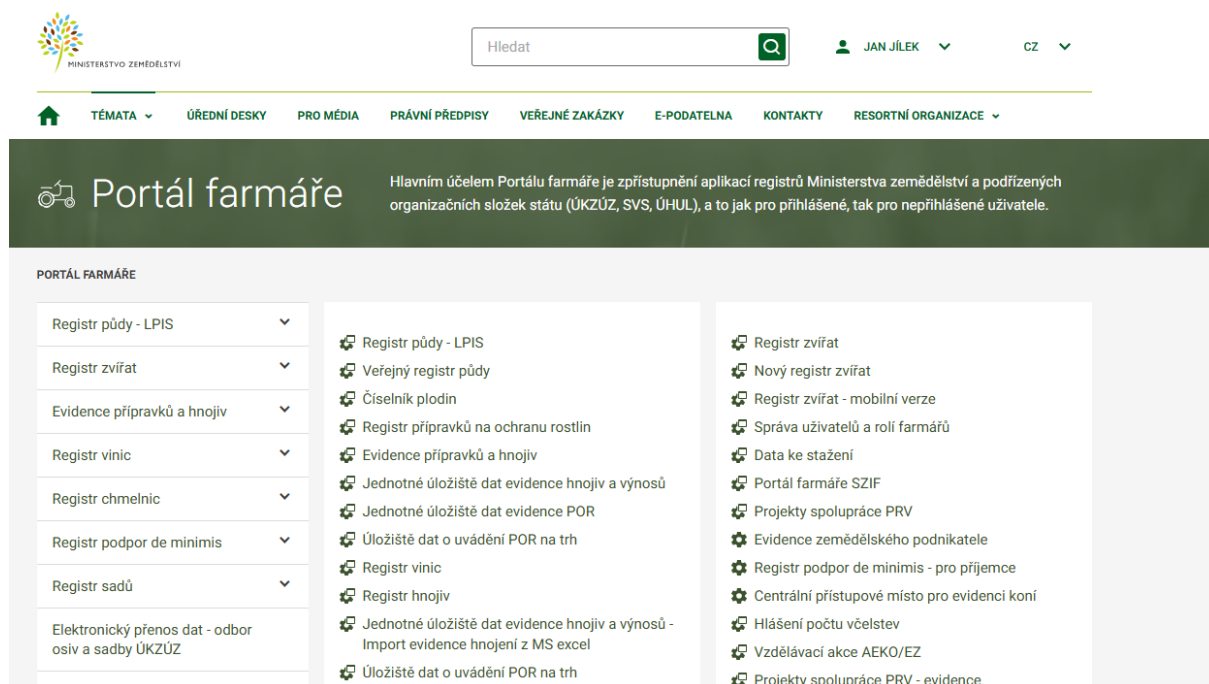 MINISTERSTVO ZEMĚDĚLSTVÍ
Hledat
JAN JÍLEK
CZ
TÉMATA
ÚŘEDNÍ DESKY
PRO MÉDIA
PRÁVNÍ PŘEDPISY
VEŘEJNÉ ZAKÁZKY
E-PODATELNA
KONTAKTY
RESORTNÍ ORGANIZACE
Portál farmáře
Hlavním účelem Portálu farmáře je zpřístupnění aplikací registrů Ministerstva zemědělství a podřízených
organizačních složek státu (ÚKZÚZ, SVS, ÚHUL), a to jak pro přihlášené, tak pro nepřihlášené uživatele.
PORTÁL FARMÁŘE
Registr půdy - LPIS
Registr zvířat
Evidence přípravků a hnojiv
Registr vinic
Registr chmelnic
Registr podpor de minimis
Registr sadů
Elektronický přenos dat - odbor
osiv a sadby ÚKZÚZ
Registr půdy - LPIS
Veřejný registr půdy
Číselník plodin
Registr přípravků na ochranu rostlin
Evidence přípravků a hnojiv
Jednotné úložiště dat evidence hnojiv a výnosů
Jednotné úložiště dat evidence POR
Úložiště dat o uvádění POR na trh
Registr vinic
Registr hnojiv
Jednotné úložiště dat evidence hnojiv a výnosů -
Import evidence hnojení z MS excel
Úložiště dat o uvádění POR na trh
Registr zvířat
Nový registr zvířat
Registr zvířat - mobilní verze
Správa uživatelů a rolí farmářů
Data ke stažení
Portál farmáře SZIF
Projekty spolupráce PRV
Evidence zemědělského podnikatele
Registr podpor de minimis - pro příjemce
Centrální přístupové místo pro evidenci koní
Hlášení počtu včelstev
Vzdělávací akce AEKO/EZ
Projekty spolupráce PRV - evidence